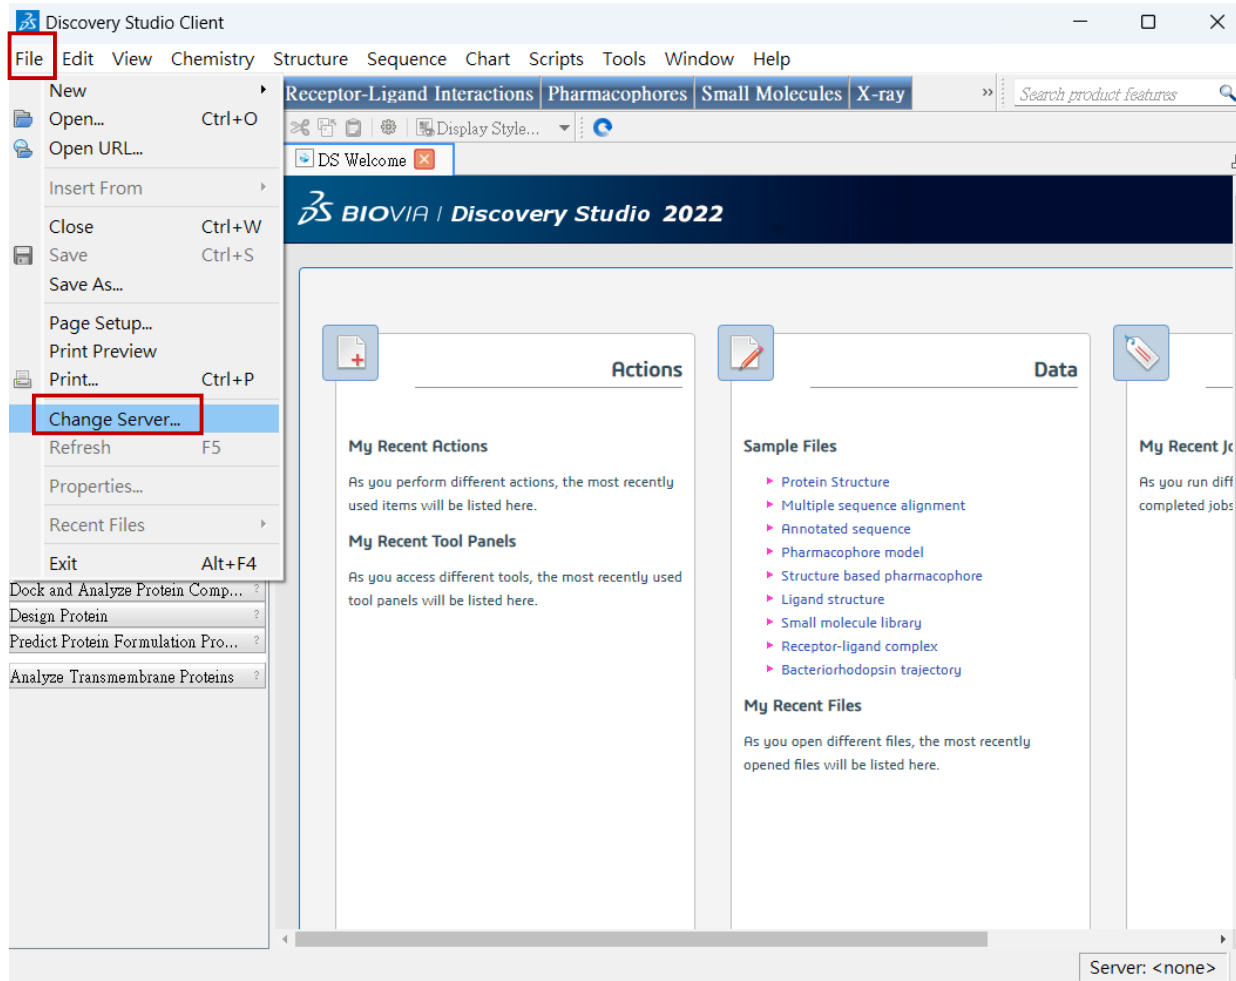 Discovery Studio Client
File Edit View Chemistry Structure Sequence Chart Scripts Tools Window Help
New
Open... Ctrl+O
Open URL...
Insert From
Close Ctrl+W
Save Ctrl+S
Save As...
Page Setup...
Print Preview
Print... Ctrl+P
Change Server...
Refresh F5
Properties...
Recent Files
Exit Alt+F4
Receptor-Ligand Interactions Pharmacophores Small Molecules X-ray » Search product features
Display Style...
DS Welcome
BIOVIA | Discovery Studio 2022
Actions
My Recent Actions
As you perform different actions, the most recently
used items will be listed here.
My Recent Tool Panels
As you access different tools, the most recently used
tool panels will be listed here.
Data
Sample Files
Protein Structure
Multiple sequence alignment
Annotated sequence
Pharmacophore model
Structure based pharmacophore
Ligand structure
Small molecule library
Receptor-ligand complex
Bacteriorhodopsin trajectory
My Recent Files
As you open different files, the most recently
opened files will be listed here.
My Recent Jo
As you run diff
completed jobs
Dock and Analyze Protein Comp... ?
Design Protein ?
Predict Protein Formulation Pro... ?
Analyze Transmembrane Proteins ?
Server: <none>